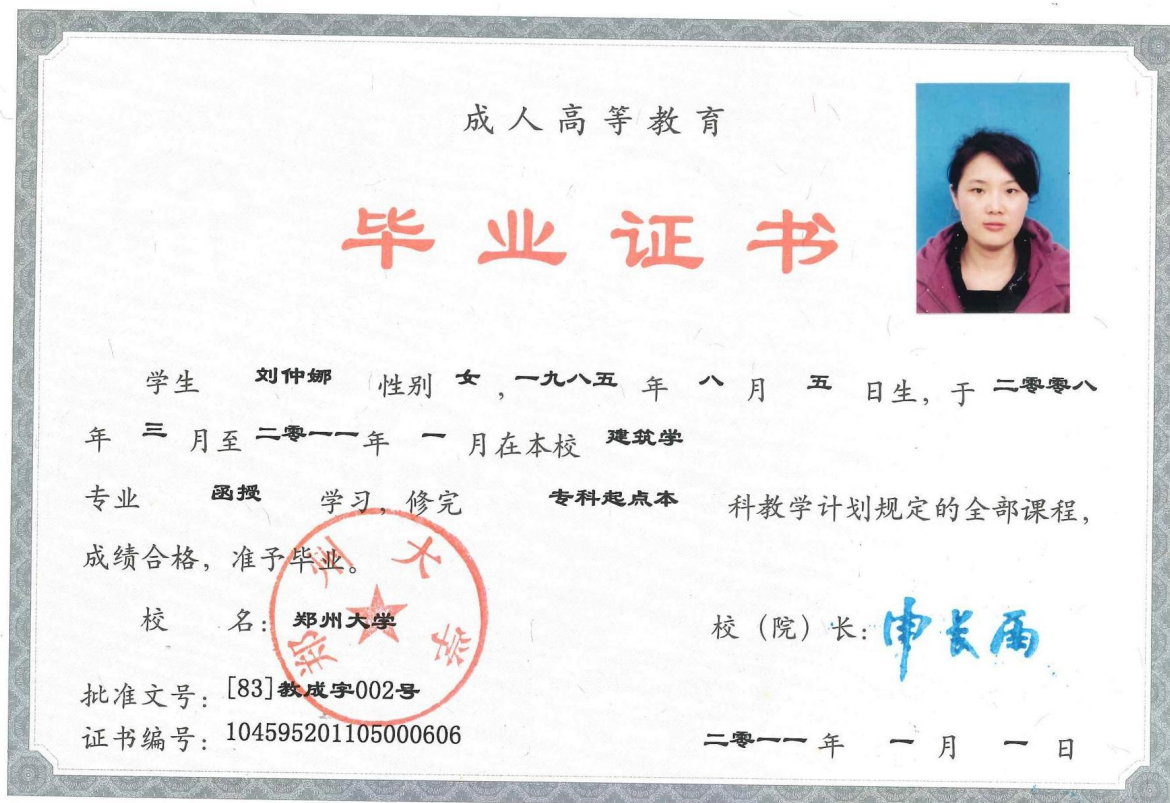 成人高等教育
毕业证书
学生 刘仲娜 性别 女 ，一九八五 年 八 月 五 日生，于 二零零八
年 三 月至 二零一一 年 一 月在本校 建筑学
专业 函授 学习，修完 专科起点本 科教学计划规定的全部课程，
成绩合格，准予毕业。
郑州大学
校 名：郑州大学
校（院）长：申长雨
批准文号：[83]教成字002号
证书编号：104595201105000606
二零一一 年 一 月 一 日